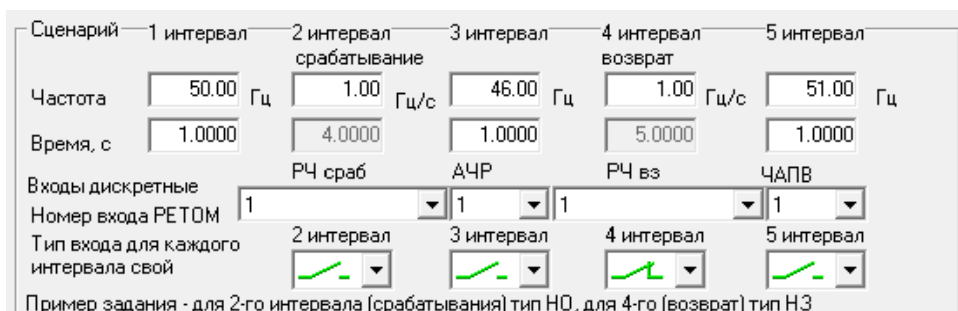 Сценарий 1 интервал 2 интервал 3 интервал 4 интервал 5 интервал
срабатывание возврат
Частота 50.00 Гц 1.00 Гц/с 46.00 Гц 1.00 Гц/с 51.00 Гц
Время, с 1.0000 4.0000 1.0000 5.0000 1.0000
РЧ сраб АЧР РЧ вз ЧАПВ
Входы дискретные
Номер входа РЕТОМ 1 1 1 1
Тип входа для каждого 2 интервал 3 интервал 4 интервал 5 интервал
интервала свой
Пример задания - для 2-го интервала (срабатывания) тип НО, для 4-го (возврат) тип НЗ